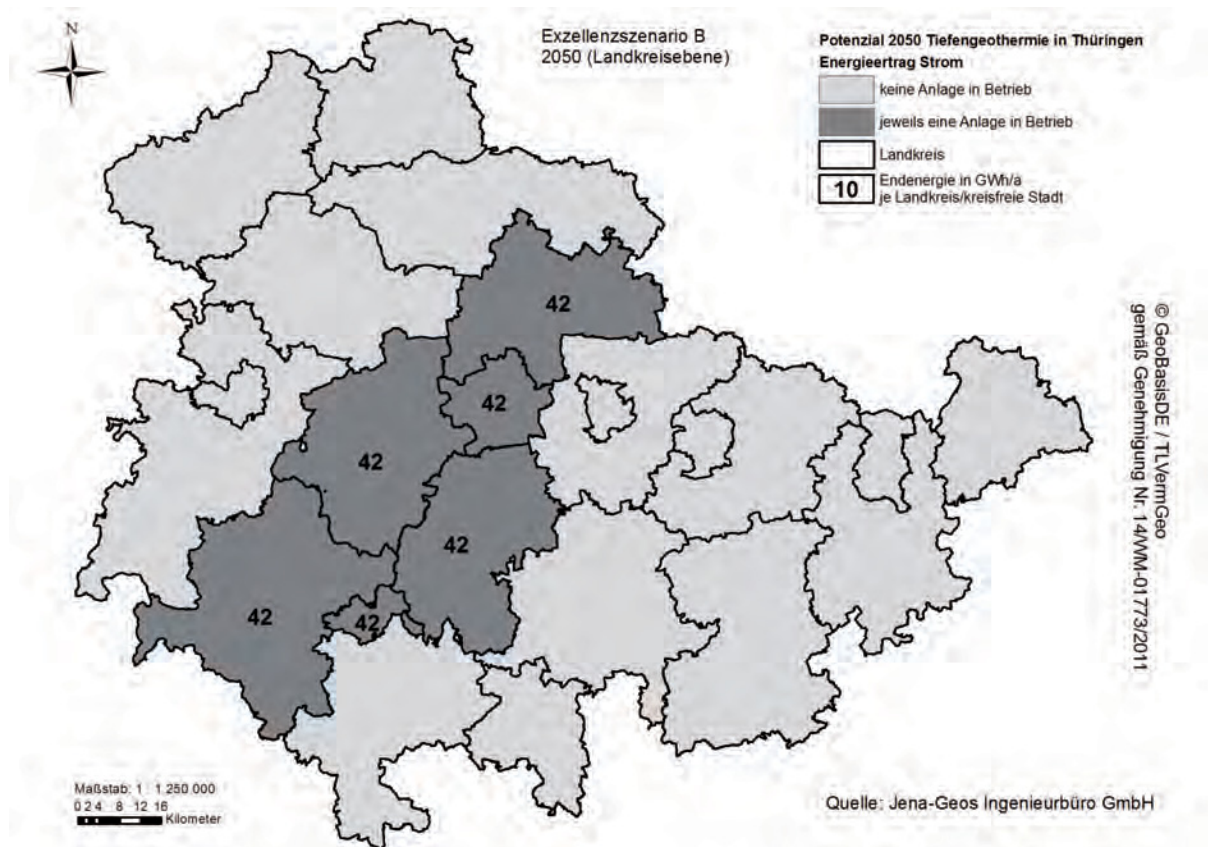 N
Exzellenzszenario B
2050 (Landkreisebene)
Potenzial 2050 Tiefengeothermie in Thüringen
Energieertrag Strom
keine Anlage in Betrieb
jeweils eine Anlage in Betrieb
Landkreis
10 Endenergie in GWh/a
je Landkreis/kreisfreie Stadt
42
42
42
42
42
42
© GeoBasisDE / TLVermGeo
gemäß Genehmigung Nr. 14/WM-01773/2011
Maßstab: 1 : 1.250.000
0 2 4 8 12 16
Kilometer
Quelle: Jena-Geos Ingenieurbüro GmbH